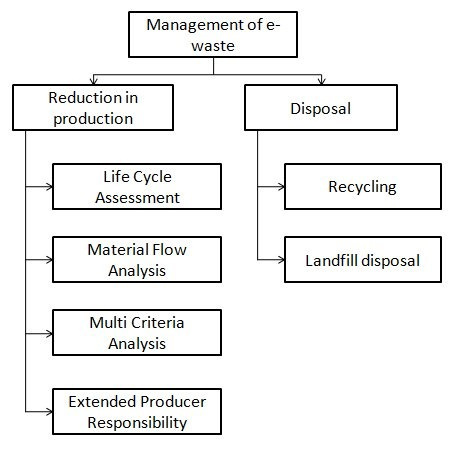 Management of e-
waste
Reduction in
production
Disposal
Life Cycle
Assessment
Recycling
Material Flow
Analysis
Landfill disposal
Multi Criteria
Analysis
Extended Producer
Responsibility